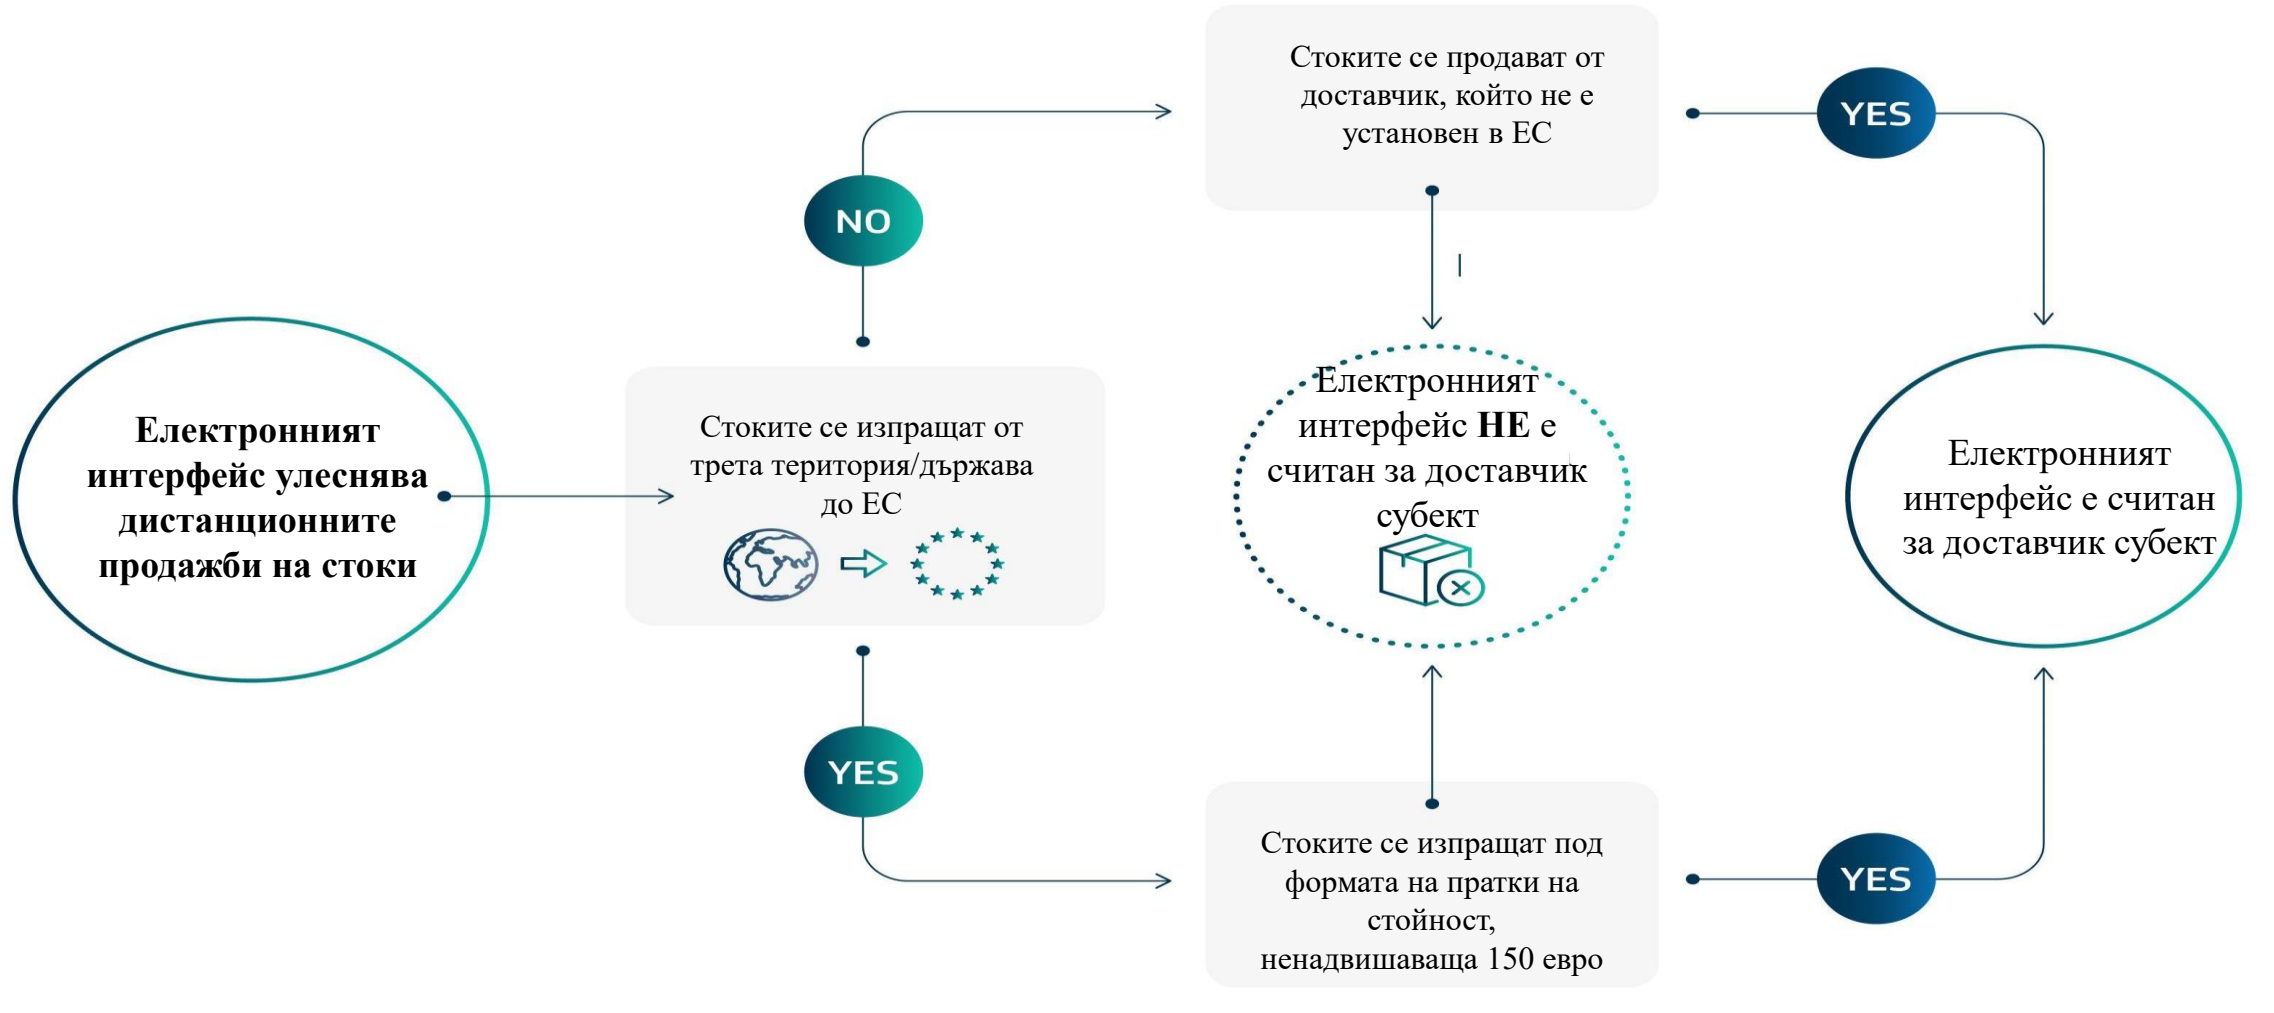 Електронният
интерфейс улеснява
дистанционните
продажби на стоки
NO
Стоките се изпращат от
трета територия/държава
до ЕС
YES
Стоките се продават от
доставчик, който не е
установен в ЕС
YES
Електронният
интерфейс НЕ е
считан за доставчик
субект
Електронният
интерфейс е считан
за доставчик субект
Стоките се изпращат под
формата на пратки на
стойност,
ненадвишаваща 150 евро
YES